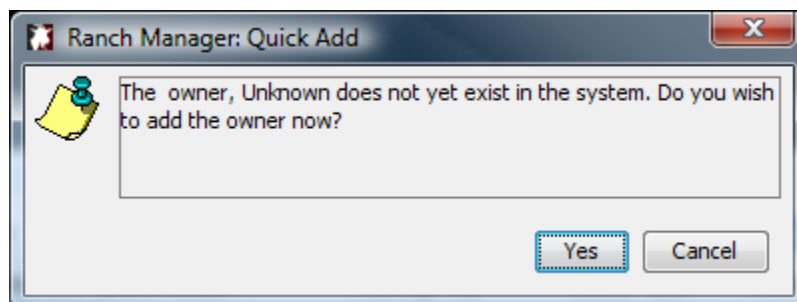 Ranch Manager: Quick Add
The  owner, Unknown does not yet exist in the system. Do you wish
to add the owner now?
Yes
Cancel